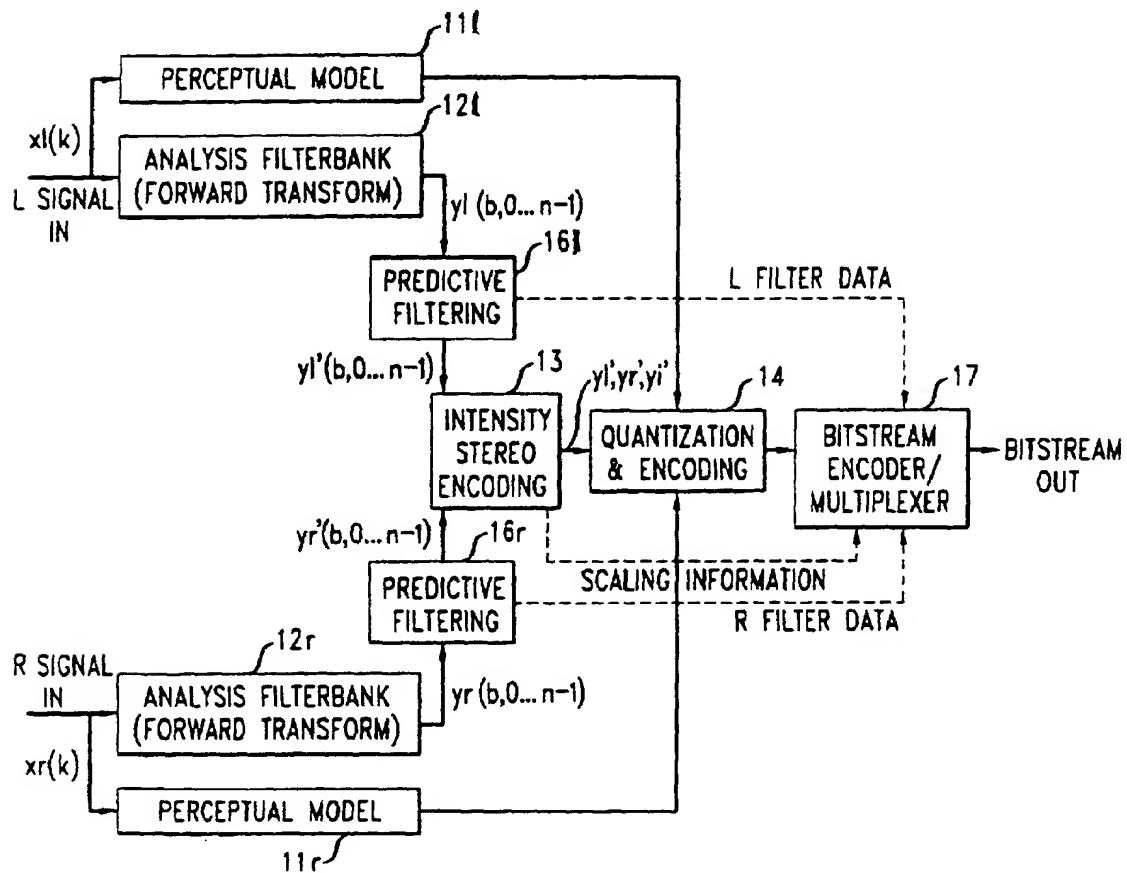 11l
PERCEPTUAL MODEL
12l
xl(k)
ANALYSIS FILTERBANK
(FORWARD TRANSFORM)
L SIGNAL
IN
yl (b,0... n-1)
16l
PREDICTIVE
FILTERING
L FILTER DATA
yl'(b,0... n-1)
13
yl',yr',yi'
14
17
INTENSITY
STEREO
ENCODING
QUANTIZATION
& ENCODING
BITSTREAM
ENCODER/
MULTIPLEXER
BITSTREAM
OUT
yr'(b,0... n-1)
16r
SCALING INFORMATION
PREDICTIVE
FILTERING
R FILTER DATA
12r
R SIGNAL
IN
ANALYSIS FILTERBANK
(FORWARD TRANSFORM)
yr (b,0... n-1)
xr(k)
PERCEPTUAL MODEL
11r